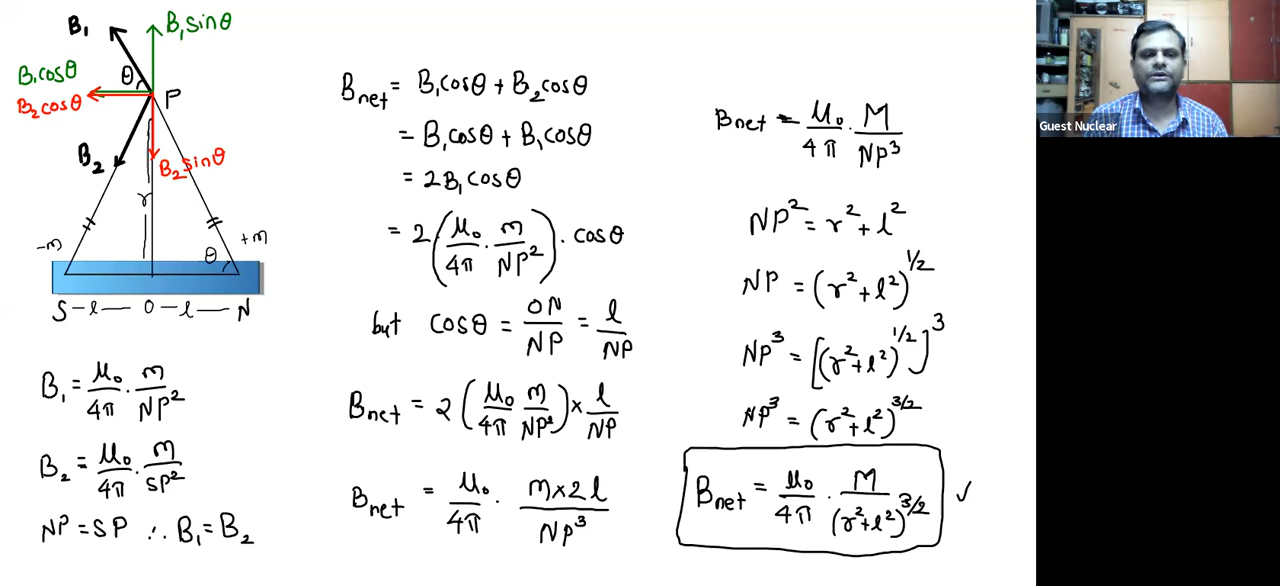 B₁
B₁sinθ
θ
B₁cosθ
B₂cosθ
P
B₂
B₂sinθ
r
-m
+m
θ
S-l-O-l-N
B₁ = μ₀/4π · m/NP²
B₂ = μ₀/4π · m/SP²
NP = SP ∴ B₁ = B₂
Bnet = B₁cosθ + B₂cosθ
= B₁cosθ + B₁cosθ
= 2B₁cosθ
= 2(μ₀/4π · m/NP²) · cosθ
but cosθ = ON/NP = l/NP
Bnet = 2(μ₀/4π m/NP²) × l/NP
Bnet = μ₀/4π · m×2l/NP³
Bnet = μ₀/4π · M/NP³
NP² = r² + l²
NP = (r² + l²)^1/2
NP³ = [(r² + l²)^1/2]³
NP³ = (r² + l²)^3/2
Bnet = μ₀/4π · M/(r² + l²)^3/2 ✓
Guest Nuclear